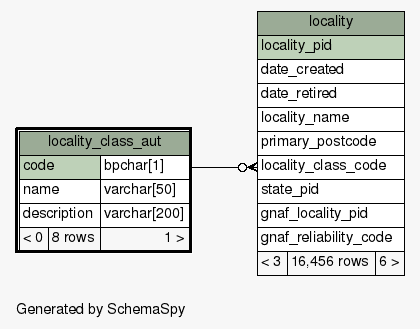 locality
locality_pid
date_created
date_retired
locality_name
primary_postcode
locality_class_code
state_pid
gnaf_locality_pid
gnaf_reliability_code
< 3 16,456 rows 6 >
locality_class_aut
code bpchar[1]
name varchar[50]
description varchar[200]
< 0 8 rows 1 >
Generated by SchemaSpy